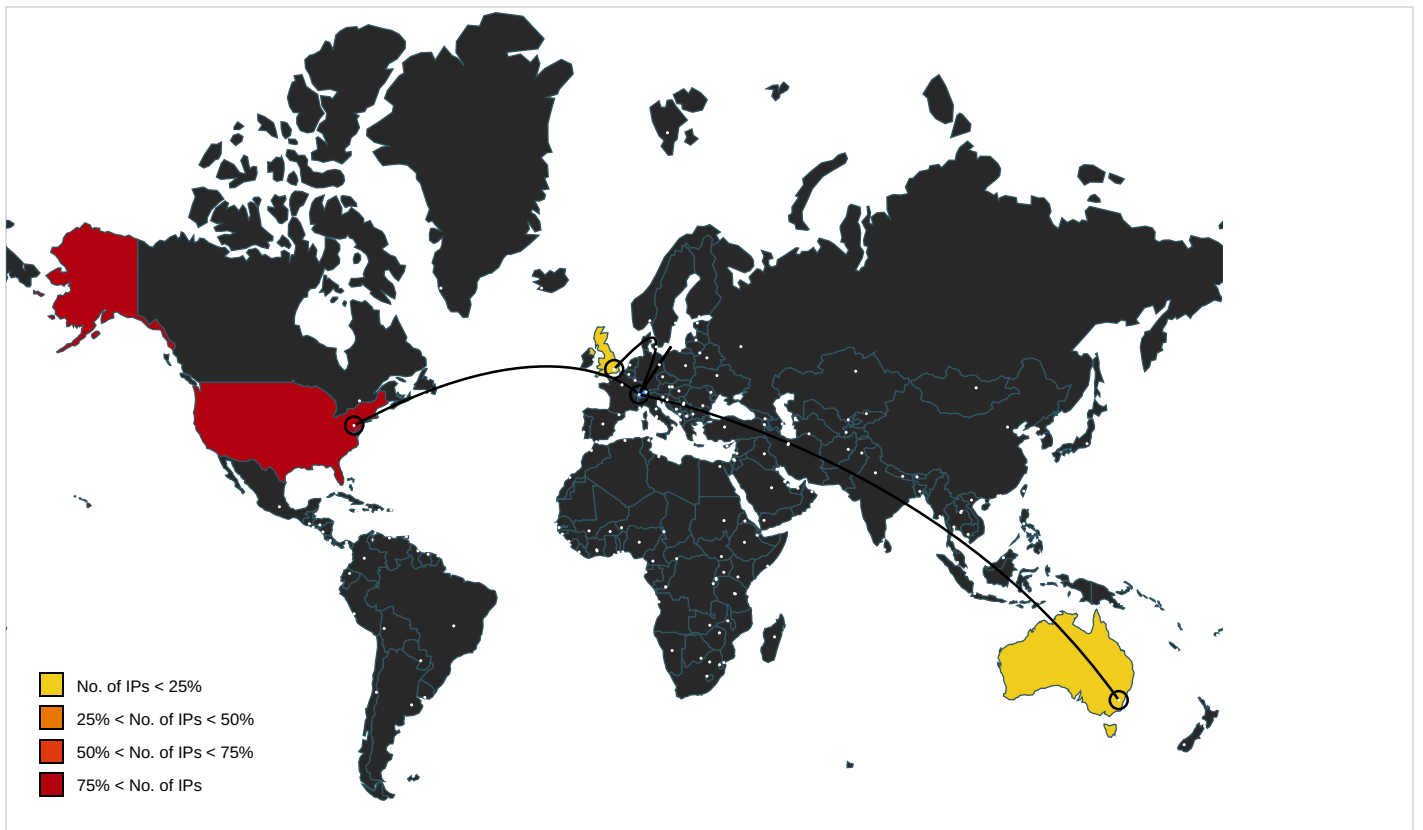 No. of IPs < 25%
25% < No. of IPs < 50%
50% < No. of IPs < 75%
75% < No. of IPs